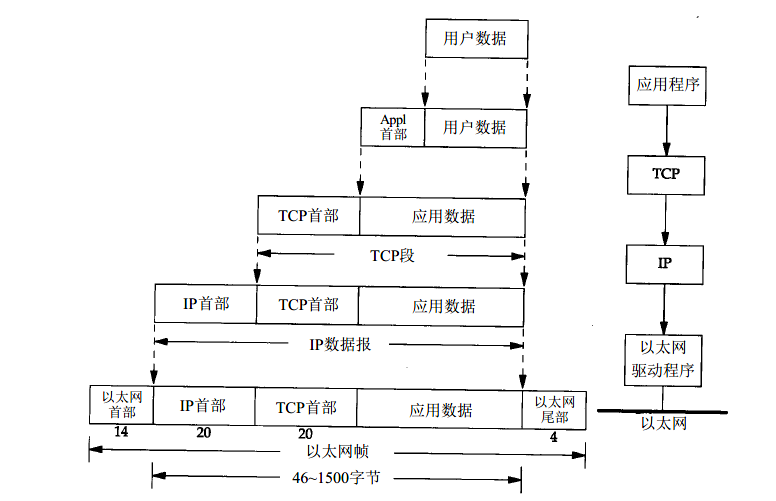 用户数据
应用程序
Appl
首部
用户数据
TCP
TCP首部
应用数据
TCP段
IP
IP首部
TCP首部
应用数据
IP数据报
以太网
驱动程序
以太网
首部
IP首部
TCP首部
应用数据
以太网
尾部
以太网
14
20
20
4
以太网帧
46~1500字节